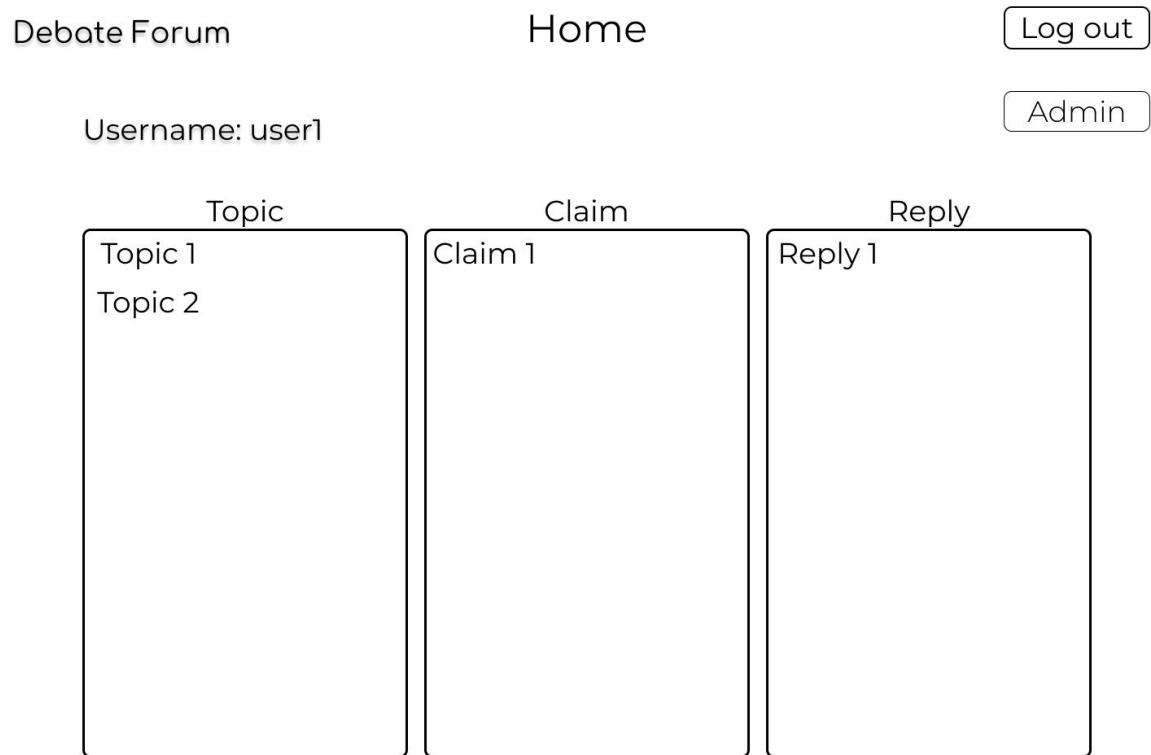 Debate Forum
Home
Log out
Admin
Username: user1
Topic
Claim
Reply
Topic 1
Topic 2
Claim 1
Reply 1